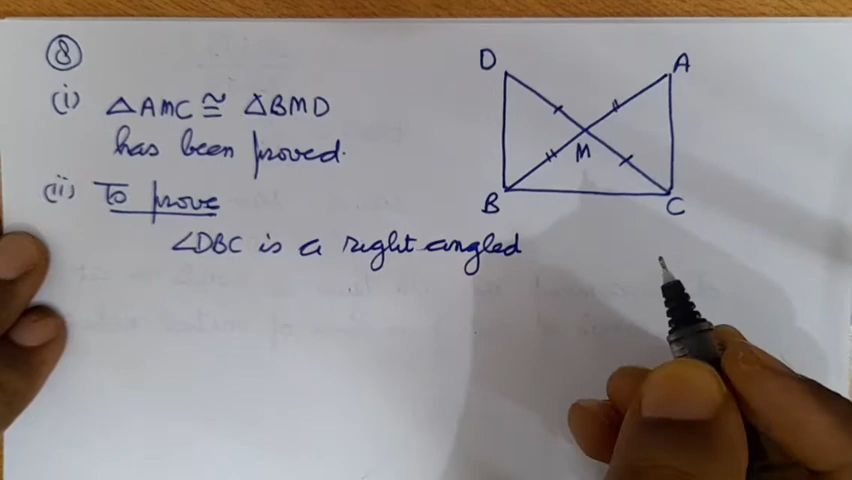 8
(i) △AMC ≅ △BMD
has been proved.
(ii) To prove
∠DBC is a right angled
D
A
M
B
C